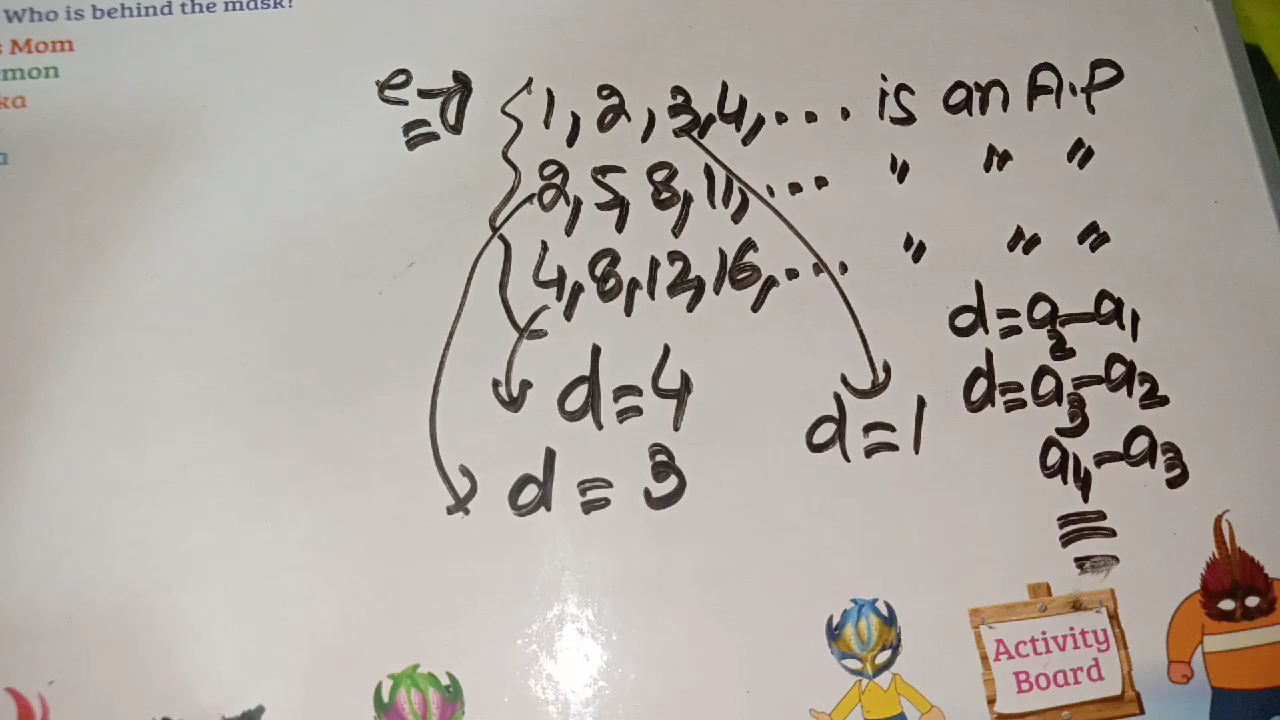 Who is behind the mask?
Mom
mon
ka
e-g 1, 2, 3, 4, ... is an A.P
2, 5, 8, 11, ... " " "
4, 8, 12, 16, ... " " "
d = a2 - a1
d = 4
d = a3 - a2
d = 1
a4 - a3
d = 3
Activity
Board